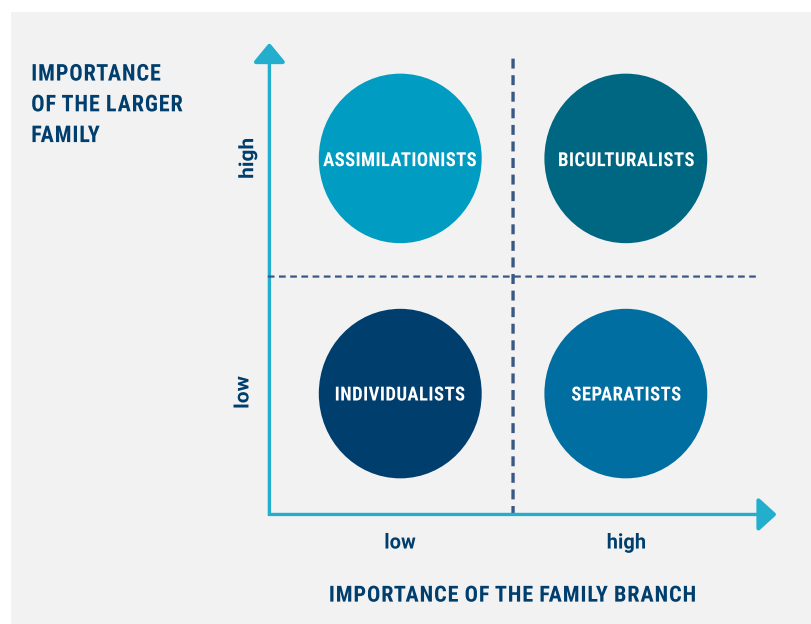 IMPORTANCE
OF THE LARGER
FAMILY
high
ASSIMILATIONISTS
BICULTURALISTS
low
INDIVIDUALISTS
SEPARATISTS
low
high
IMPORTANCE OF THE FAMILY BRANCH